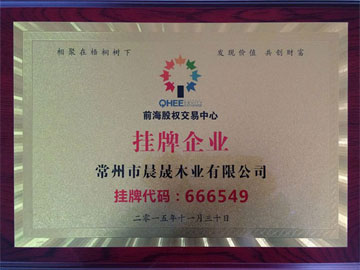 相聚在梧桐树下
发现价值 共创财富
QHEE
前海股权交易中心
挂牌企业
常州市晨晟木业有限公司
挂牌代码：666549
二零一五年十一月三十日